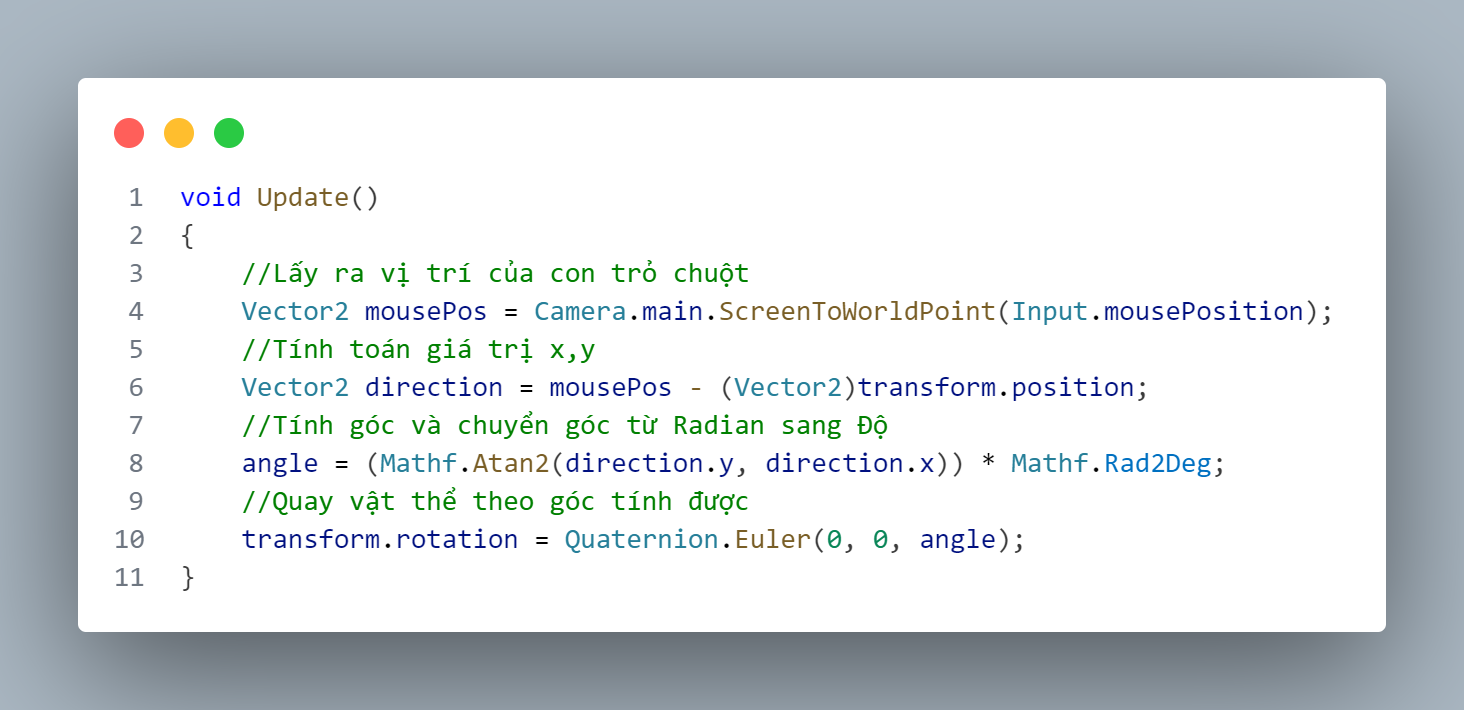 1 void Update()
2 {
3 //Lấy ra vị trí của con trỏ chuột
4 Vector2 mousePos = Camera.main.ScreenToWorldPoint(Input.mousePosition);
5 //Tính toán giá trị x,y
6 Vector2 direction = mousePos - (Vector2)transform.position;
7 //Tính góc và chuyển góc từ Radian sang Độ
8 angle = (Mathf.Atan2(direction.y, direction.x)) * Mathf.Rad2Deg;
9 //Quay vật thể theo góc tính được
10 transform.rotation = Quaternion.Euler(0, 0, angle);
11 }